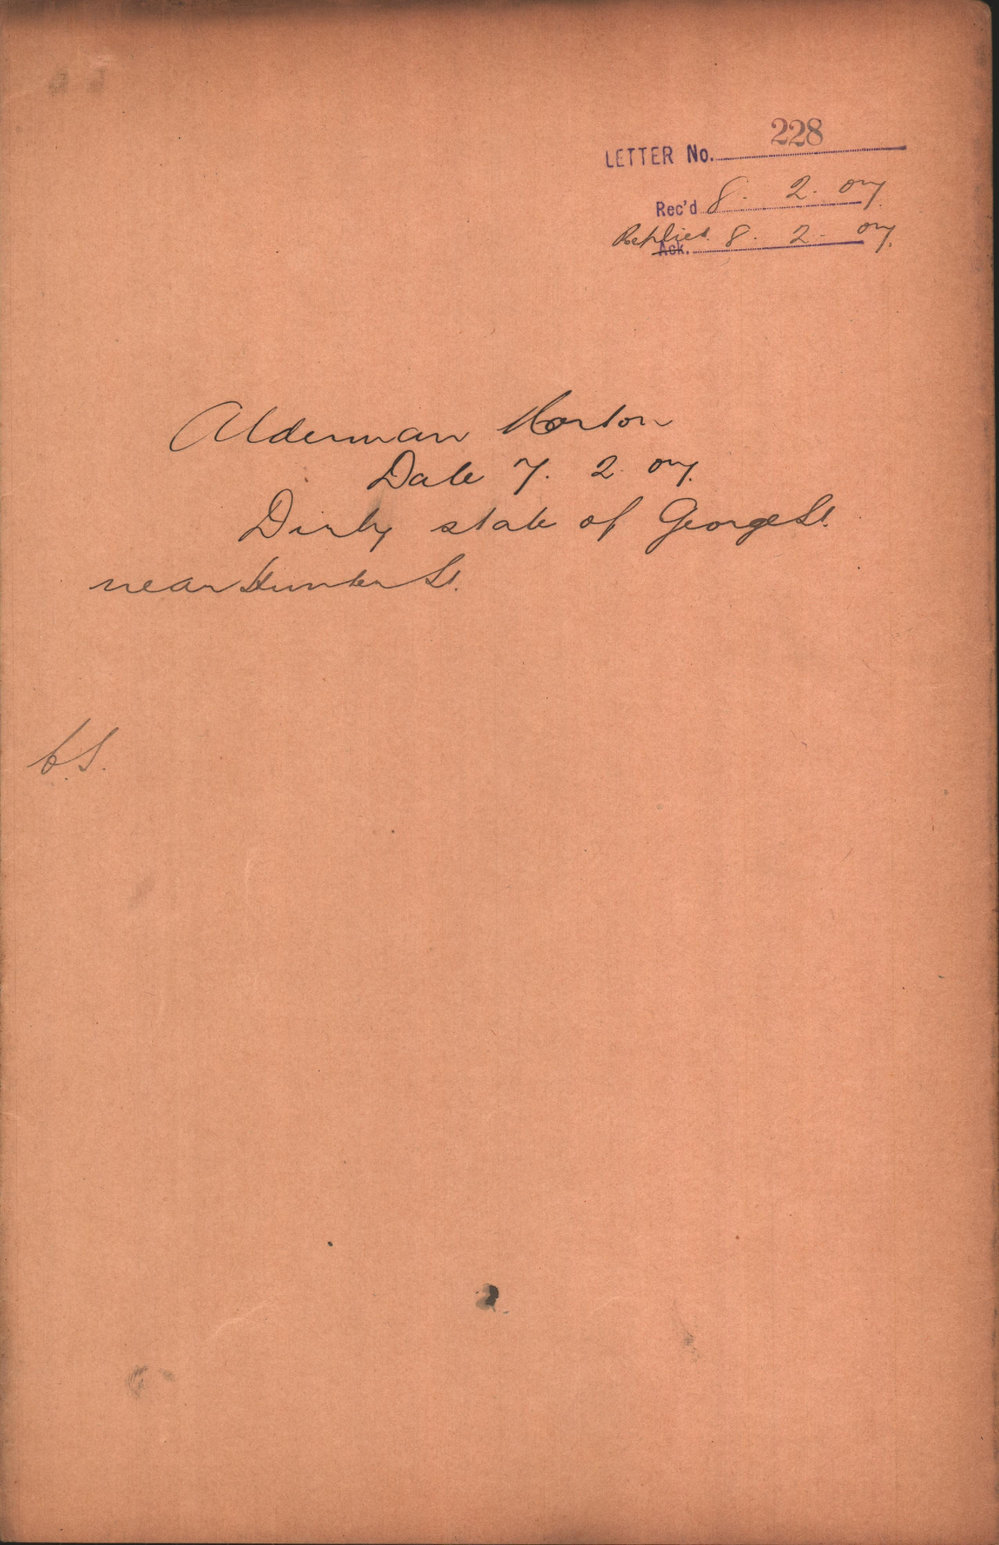 LETTER No. 228
Rec'd 8. 2. 07.
Replied 8. 2. 07.
Ack.
Alderman Horton
Date 7. 2. 07.
Dirty state of George St.
near Hunter St.
C.S.